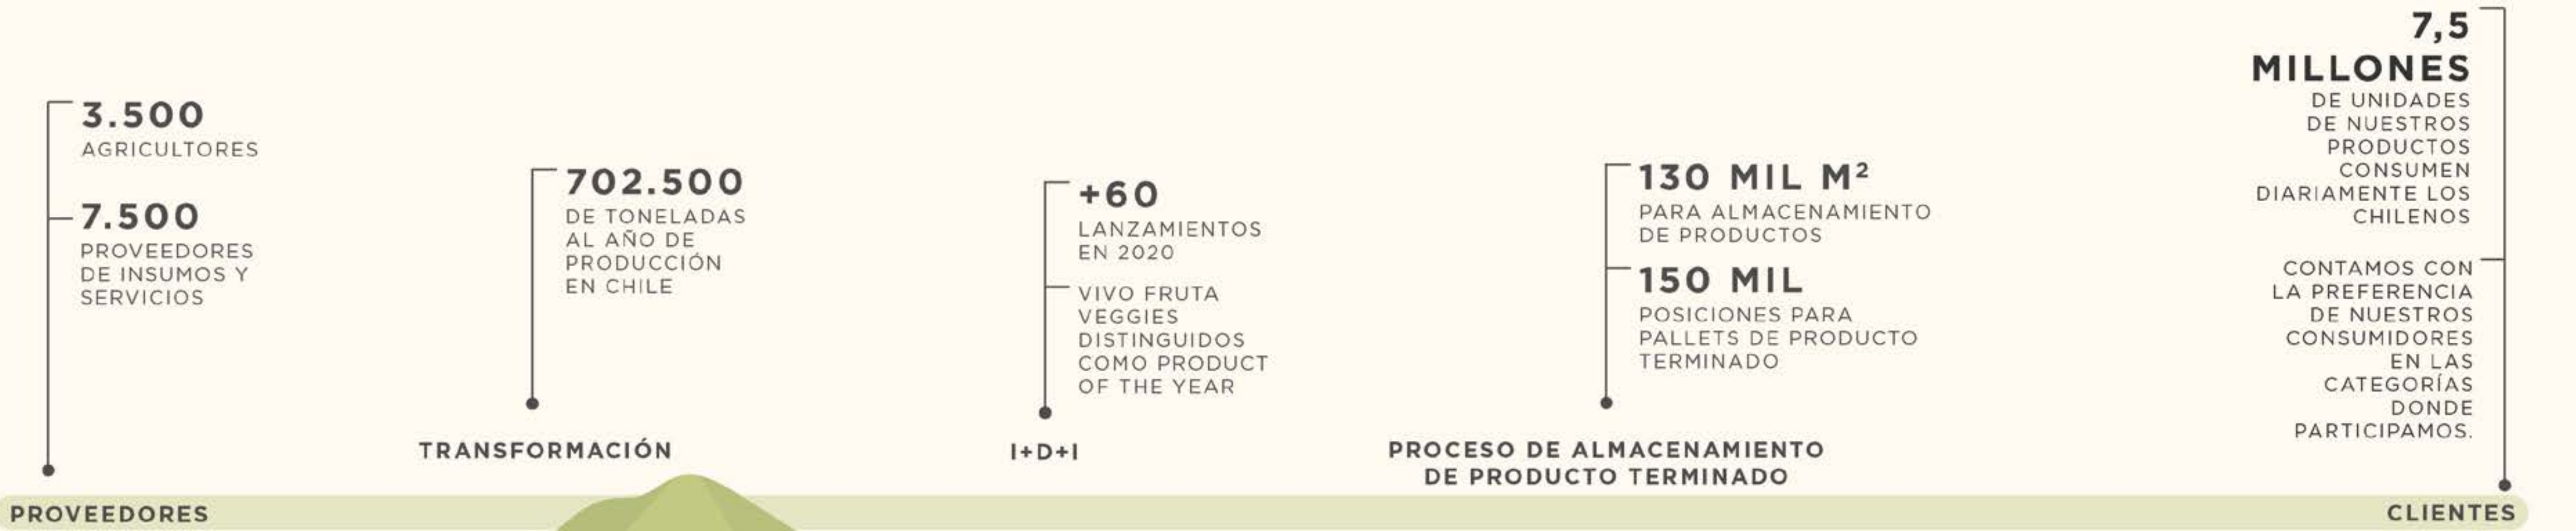 3.500
AGRICULTORES
7.500
PROVEEDORES
DE INSUMOS Y
SERVICIOS
PROVEEDORES
702.500
DE TONELADAS
AL AÑO DE
PRODUCCIÓN
EN CHILE
TRANSFORMACIÓN
+60
LANZAMIENTOS
EN 2020
VIVO FRUTA
VEGGIES
DISTINGUIDOS
COMO PRODUCT
OF THE YEAR
I+D+I
130 MIL M²
PARA ALMACENAMIENTO
DE PRODUCTOS
150 MIL
POSICIONES PARA
PALLETS DE PRODUCTO
TERMINADO
PROCESO DE ALMACENAMIENTO
DE PRODUCTO TERMINADO
7,5
MILLONES
DE UNIDADES
DE NUESTROS
PRODUCTOS
CONSUMEN
DIARIAMENTE LOS
CHILENOS
CONTAMOS CON
LA PREFERENCIA
DE NUESTROS
CONSUMIDORES
EN LAS
CATEGORÍAS
DONDE
PARTICIPAMOS.
CLIENTES